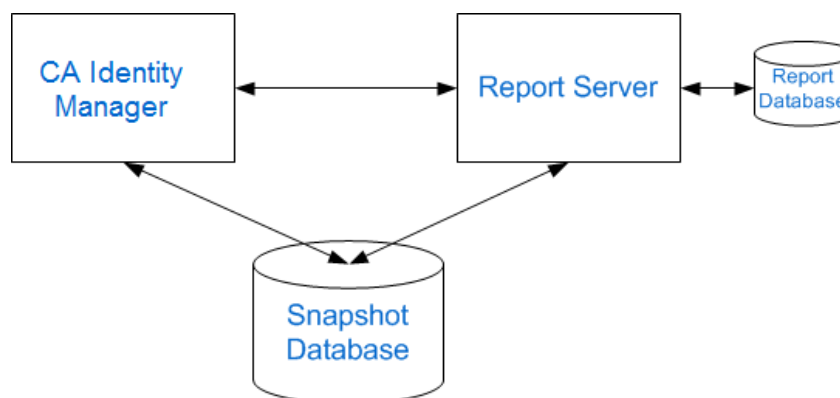 CA Identity
Manager
Report Server
Report
Database
Snapshot
Database